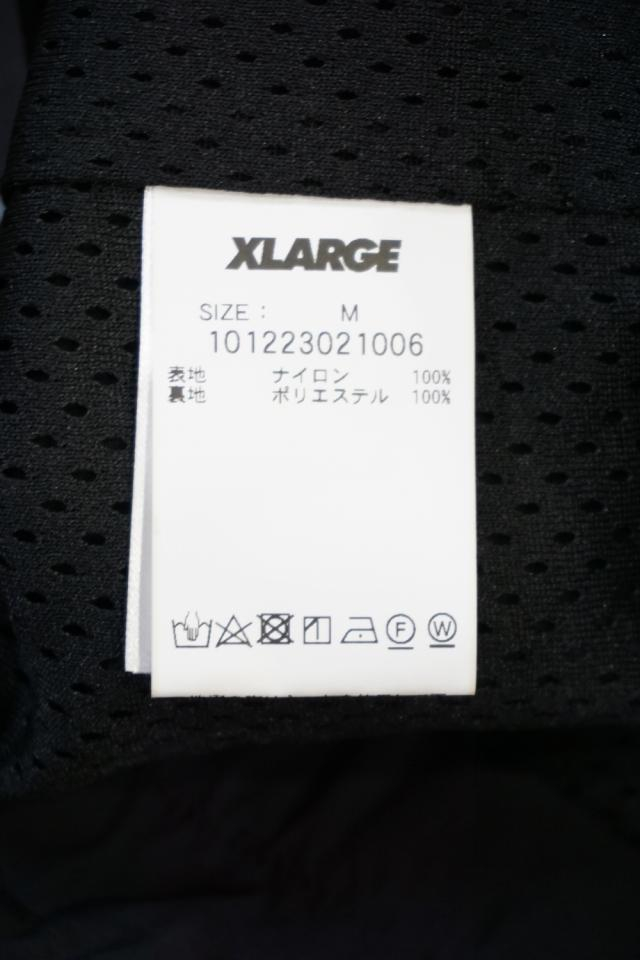 XLARGE
SIZE: M
101223021006
表地 ナイロン 100%
裏地 ポリエステル 100%
F W